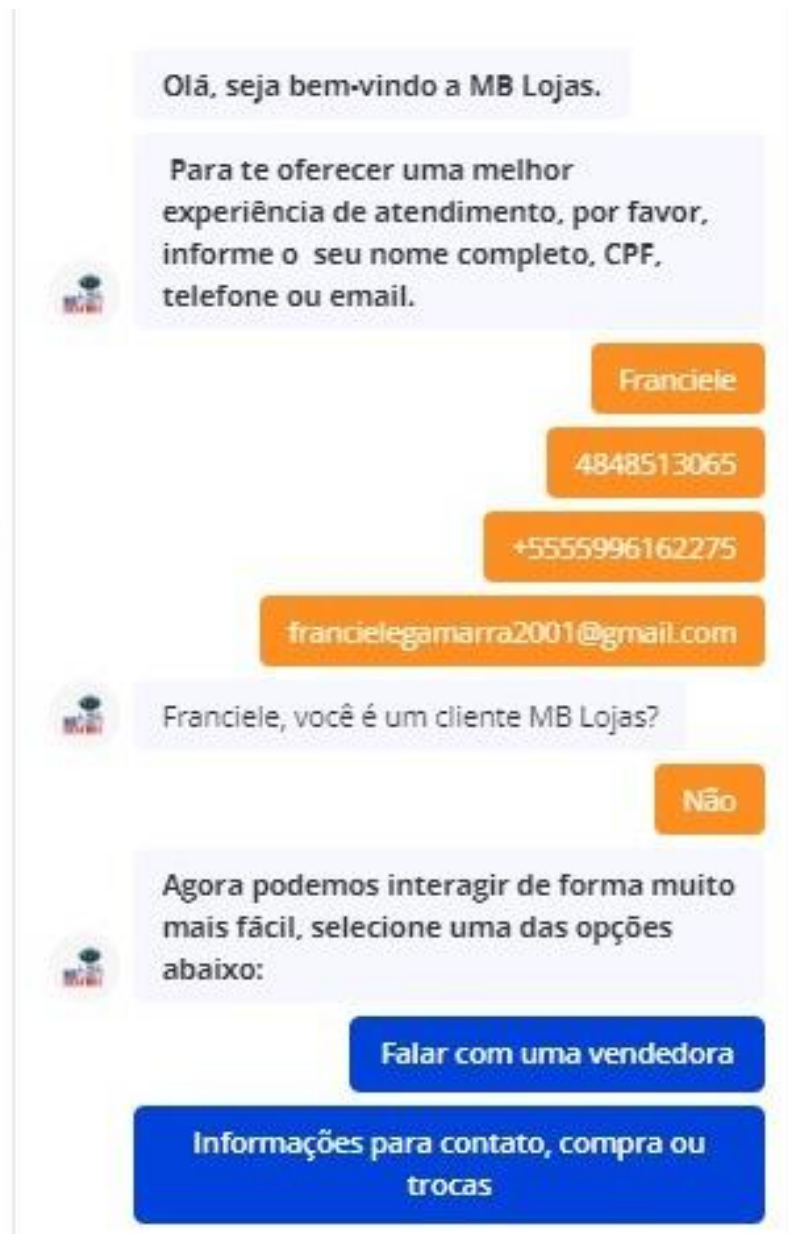 Olá, seja bem-vindo a MB Lojas.
Para te oferecer uma melhor
experiência de atendimento, por favor,
informe o seu nome completo, CPF,
telefone ou email.
Franciele
4848513065
+5555996162275
francielegamarra2001@gmail.com
Franciele, você é um cliente MB Lojas?
Não
Agora podemos interagir de forma muito
mais fácil, selecione uma das opções
abaixo:
Falar com uma vendedora
Informações para contato, compra ou
trocas